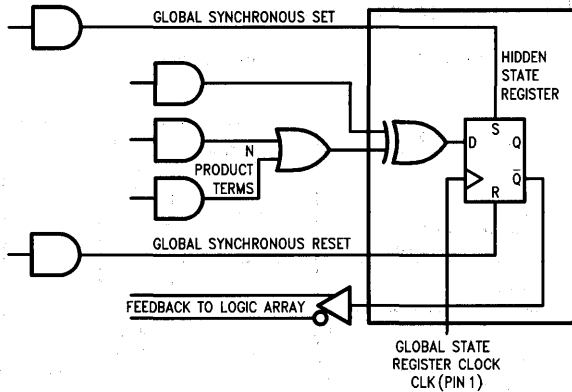 GLOBAL SYNCHRONOUS SET
HIDDEN
STATE
REGISTER
S
D
Q
N
PRODUCT
TERMS
Q̅
R
GLOBAL SYNCHRONOUS RESET
FEEDBACK TO LOGIC ARRAY
GLOBAL STATE
REGISTER CLOCK
CLK (PIN 1)